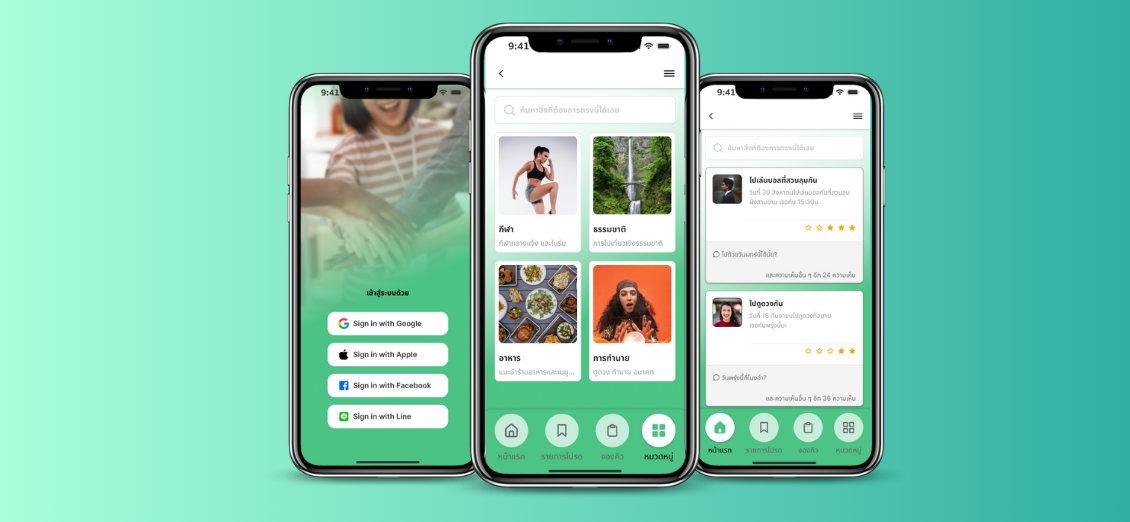 9:41
เข้าสู่ระบบด้วย
Sign in with Google
Sign in with Apple
Sign in with Facebook
Sign in with Line
9:41
ค้นหาสิ่งที่ต้องการตรงนี้ได้เลย
กีฬา
กีฬากลางแจ้ง และในร่ม
ธรรมชาติ
การไปเที่ยวเชิงธรรมชาติ
อาหาร
แนะนำร้านอาหารและเมนู...
การทำนาย
ดูดวง ทำนาย อนาคต
หน้าแรก
รายการโปรด
จองคิว
หมวดหมู่
9:41
ค้นหาสิ่งที่ต้องการตรงนี้ได้เลย
ไปเล่นบอลที่สวนลุมกัน
วันที่ 30 สิงหาคมไปเล่นบอลกันที่สวนลุม
ฝั่งสามย่าน เจอกัน 15:30น.
ไปด้วยวันเสาร์นี้ได้มั้ย?
และความเห็นอื่น ๆ อีก 24 ความเห็น
ไปดูดวงกัน
วันที่ 16 กันยายนไปดูดวงที่สยาม
เจอกันพรุ่งนี้นะ
วันพรุ่งนี้กี่โมงอ่ะ?
และความเห็นอื่น ๆ อีก 36 ความเห็น
หน้าแรก
รายการโปรด
จองคิว
หมวดหมู่